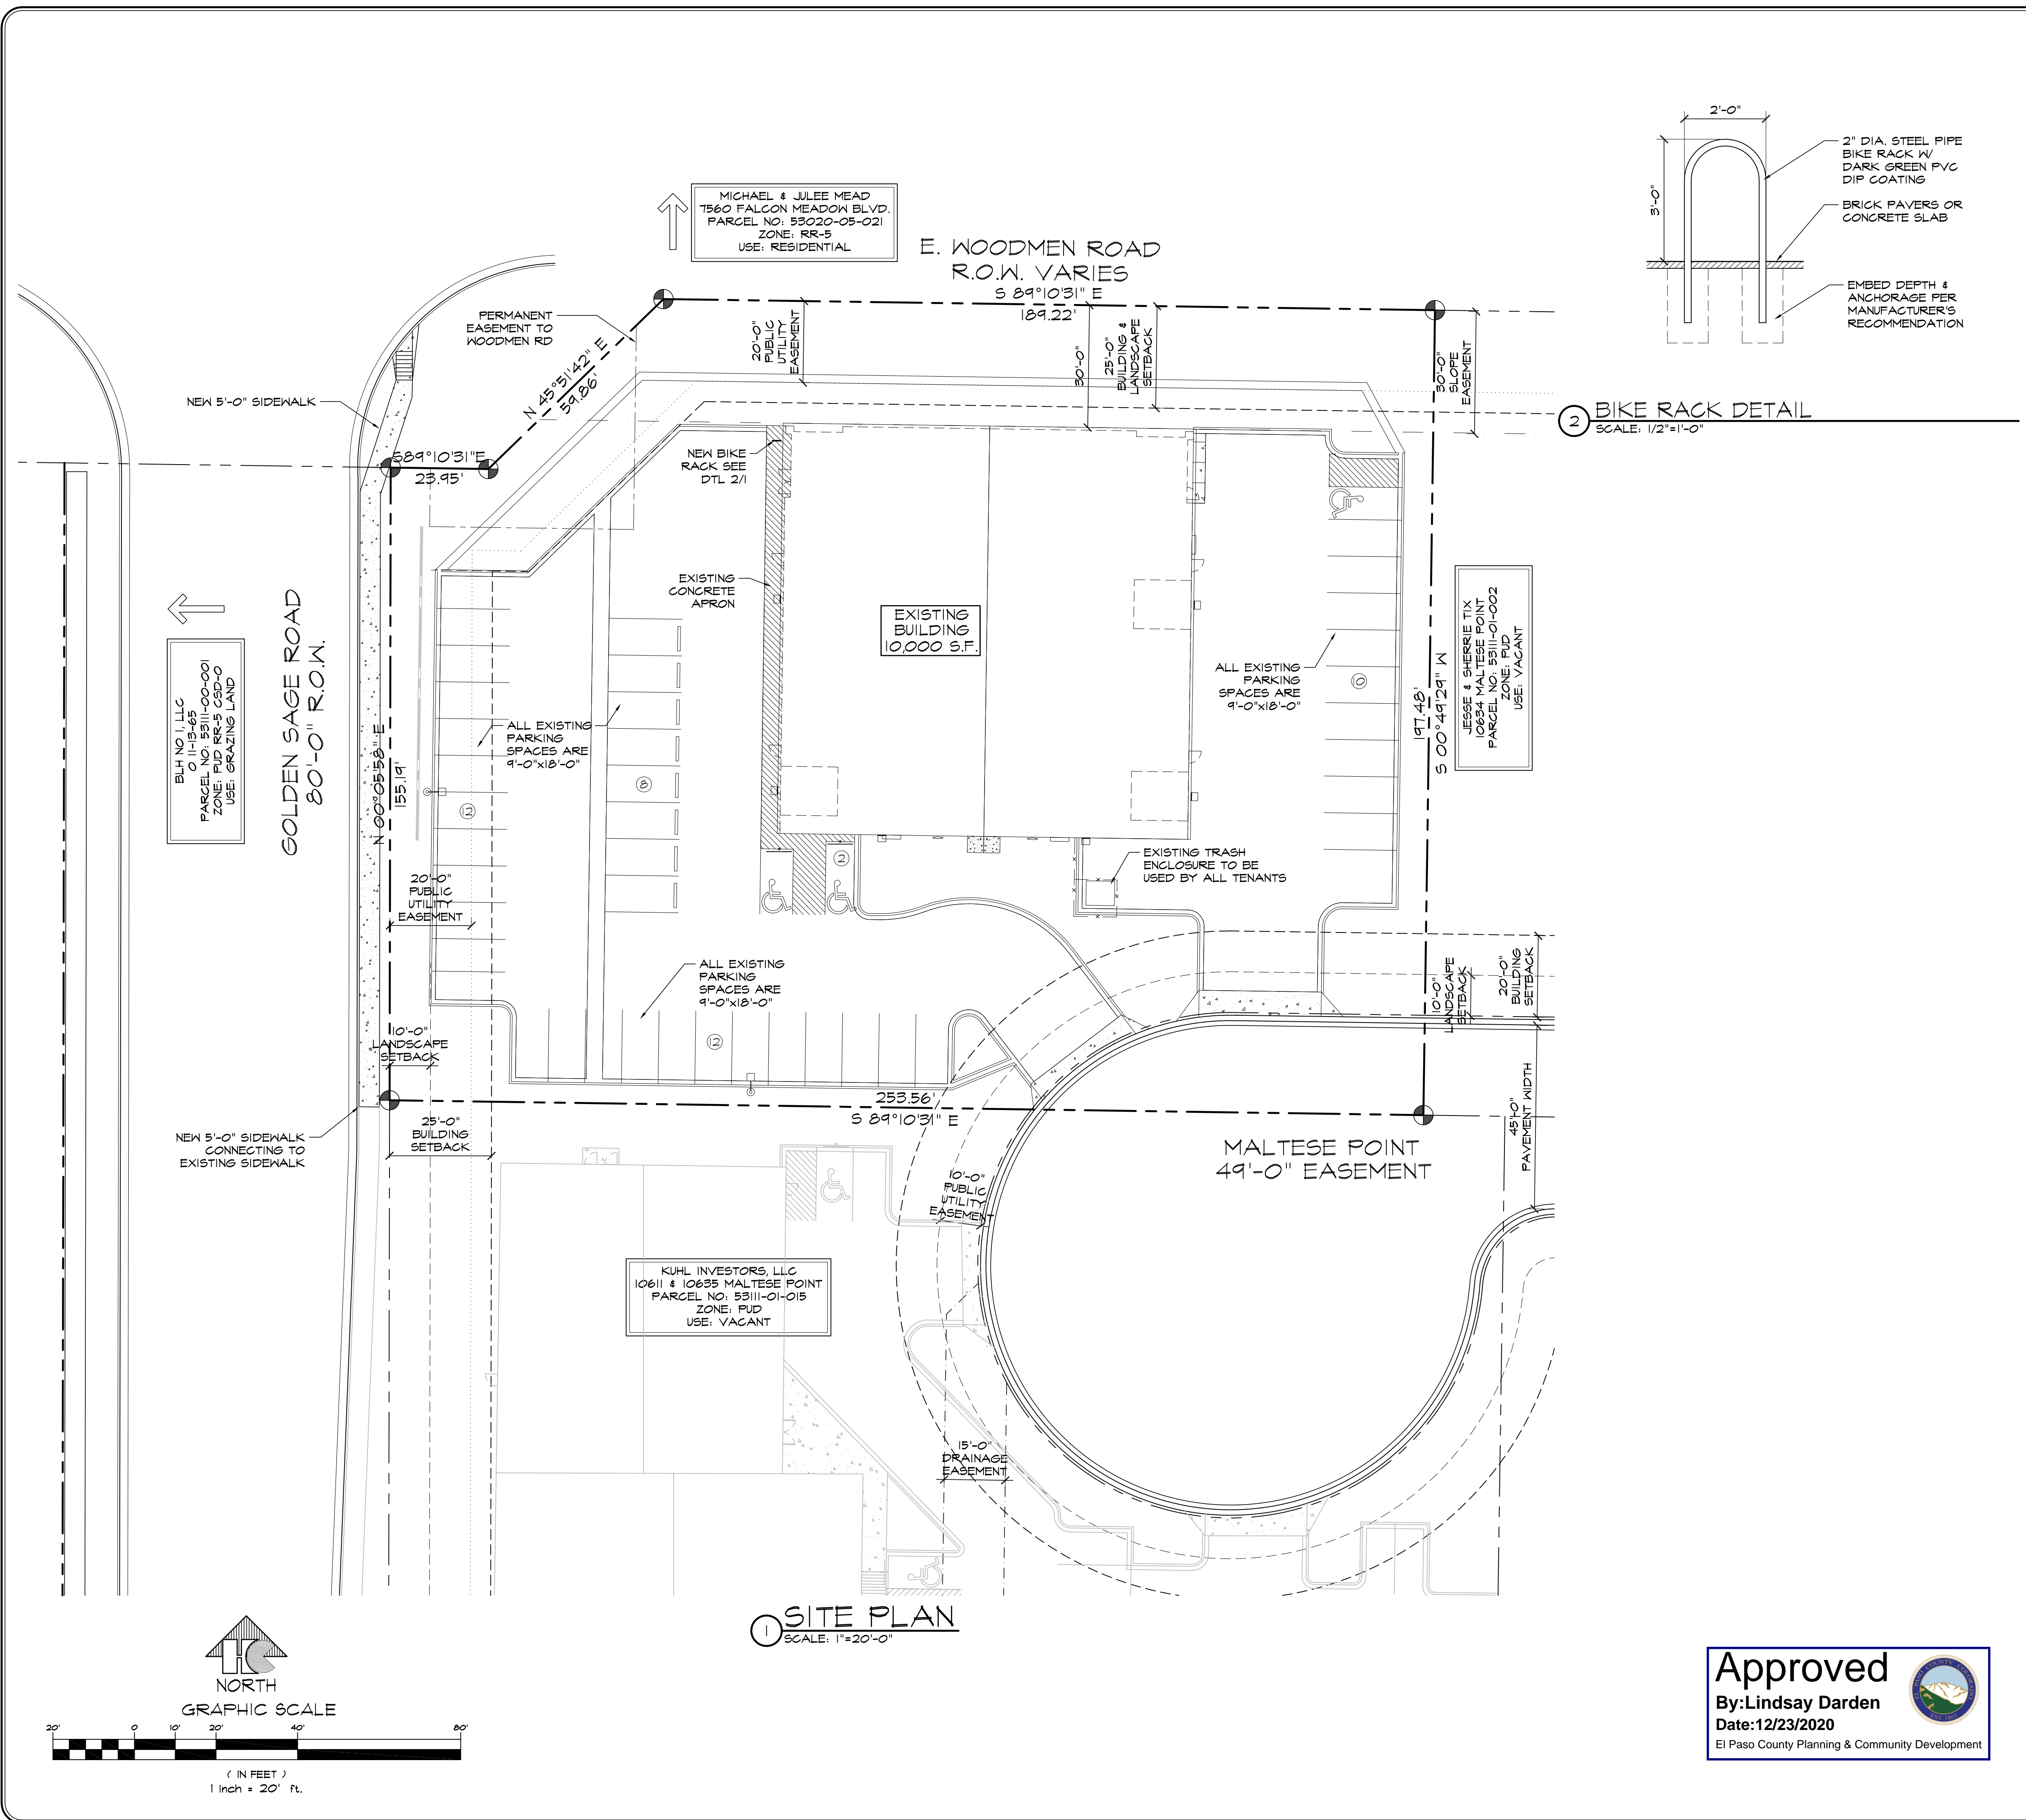 2'-0"
3'-0"
2" DIA. STEEL PIPE
BIKE RACK W/
DARK GREEN PVC
DIP COATING
BRICK PAVERS OR
CONCRETE SLAB
EMBED DEPTH &
ANCHORAGE PER
MANUFACTURER'S
RECOMMENDATION
2
BIKE RACK DETAIL
SCALE: 1/2"=1'-0"
MICHAEL & JULEE MEAD
7560 FALCON MEADOW BLVD.
PARCEL NO: 53020-05-021
ZONE: RR-5
USE: RESIDENTIAL
E. WOODMEN ROAD
R.O.W. VARIES
S 89°10'31" E
189.22'
PERMANENT
EASEMENT TO
WOODMEN RD
N 45°51'42" E
59.86'
20'-0"
PUBLIC
UTILITY
EASEMENT
30'-0"
25'-0"
BUILDING &
LANDSCAPE
SETBACK
30'-0"
SLOPE
EASEMENT
NEW 5'-0" SIDEWALK
S89°10'31"E
23.95'
NEW BIKE
RACK SEE
DTL 2/1
EXISTING
CONCRETE
APRON
EXISTING
BUILDING
10,000 S.F.
ALL EXISTING
PARKING
SPACES ARE
9'-0"x18'-0"
10
197.48'
S 00°49'29" W
JESSE & SHERRIE TIX
10634 MALTESE POINT
PARCEL NO: 53111-01-002
ZONE: PUD
USE: VACANT
BLH NO 1, LLC
0 11-13-65
PARCEL NO: 53111-00-001
ZONE: PUD RR-5 CSD-0
USE: GRAZING LAND
GOLDEN SAGE ROAD
80'-0" R.O.W.
N 00°05'58" E
155.19'
ALL EXISTING
PARKING
SPACES ARE
9'-0"x18'-0"
8
12
2
EXISTING TRASH
ENCLOSURE TO BE
USED BY ALL TENANTS
20'-0"
PUBLIC
UTILITY
EASEMENT
ALL EXISTING
PARKING
SPACES ARE
9'-0"x18'-0"
12
10'-0"
LANDSCAPE
SETBACK
10'-0"
LANDSCAPE
SETBACK
20'-0"
BUILDING
SETBACK
253.56'
S 89°10'31" E
25'-0"
BUILDING
SETBACK
NEW 5'-0" SIDEWALK
CONNECTING TO
EXISTING SIDEWALK
45'-0"
PAVEMENT WIDTH
MALTESE POINT
49'-0" EASEMENT
10'-0"
PUBLIC
UTILITY
EASEMENT
KUHL INVESTORS, LLC
10611 & 10635 MALTESE POINT
PARCEL NO: 53111-01-015
ZONE: PUD
USE: VACANT
15'-0"
DRAINAGE
EASEMENT
1
SITE PLAN
SCALE: 1"=20'-0"
NORTH
GRAPHIC SCALE
20' 0 10' 20' 40' 80'
( IN FEET )
1 inch = 20' ft.
Approved
By:Lindsay Darden
Date:12/23/2020
El Paso County Planning & Community Development